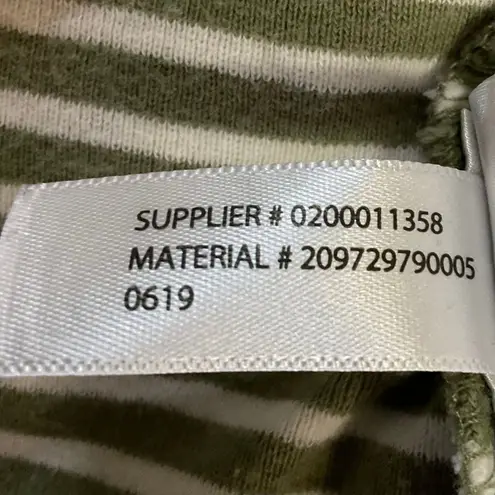 SUPPLIER # 0200011358
MATERIAL # 209729790005
0619